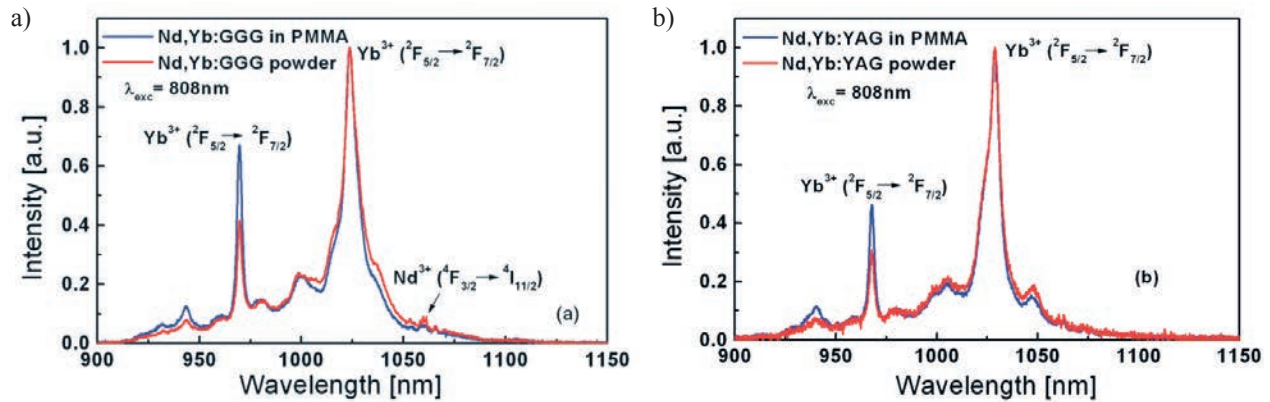 a)
Nd,Yb:GGG in PMMA
Nd,Yb:GGG powder
λexc= 808nm
Yb³⁺ (²F₅/₂ → ²F₇/₂)
Yb³⁺ (²F₅/₂ → ²F₇/₂)
Nd³⁺ (⁴F₃/₂ → ⁴I₁₁/₂)
(a)
Intensity [a.u.]
1.0
0.8
0.6
0.4
0.2
0.0
900 950 1000 1050 1100 1150
Wavelength [nm]
b)
Nd,Yb:YAG in PMMA
Nd,Yb:YAG powder
λexc= 808nm
Yb³⁺ (²F₅/₂ → ²F₇/₂)
Yb³⁺ (²F₅/₂ → ²F₇/₂)
(b)
Intensity [a.u.]
1.0
0.8
0.6
0.4
0.2
0.0
900 950 1000 1050 1100 1150
Wavelength [nm]